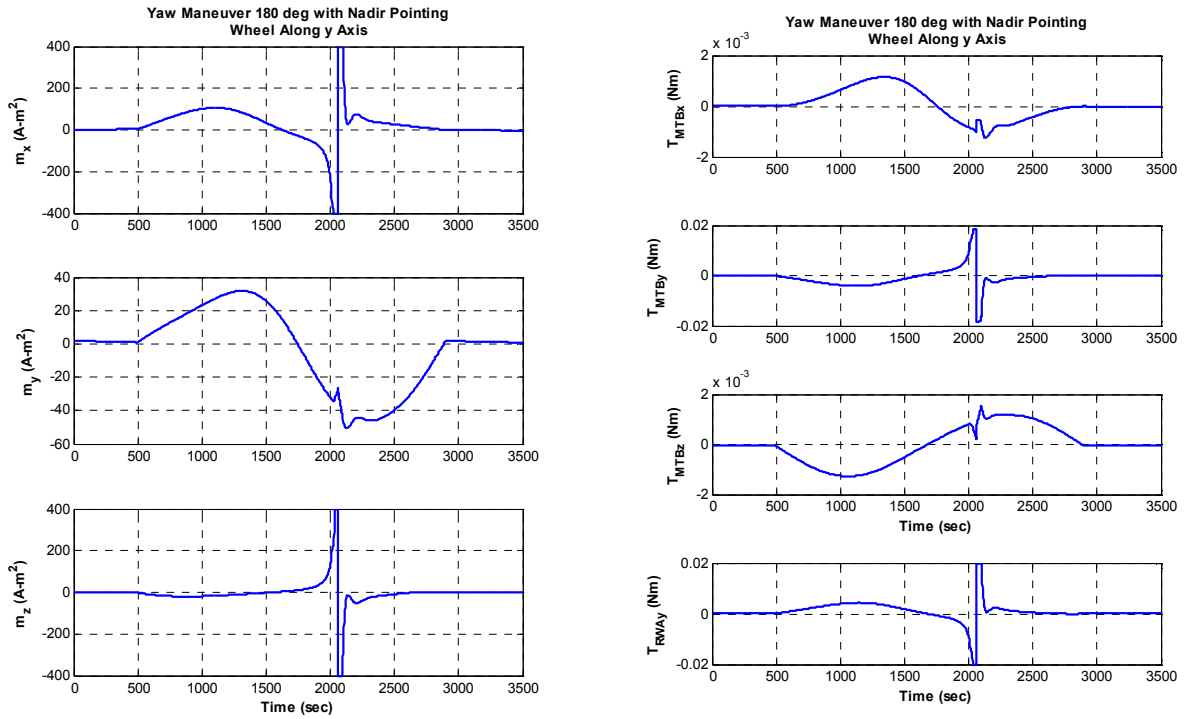 Yaw Maneuver 180 deg with Nadir Pointing
Wheel Along y Axis
400
200
0
-200
-400
m_x (A-m²)
0 500 1000 1500 2000 2500 3000 3500
40
20
0
-20
-40
-60
m_y (A-m²)
0 500 1000 1500 2000 2500 3000 3500
400
200
0
-200
-400
m_z (A-m²)
0 500 1000 1500 2000 2500 3000 3500
Time (sec)
Yaw Maneuver 180 deg with Nadir Pointing
Wheel Along y Axis
x 10⁻³
2
0
-2
T_MTBx (Nm)
0 500 1000 1500 2000 2500 3000 3500
0.02
0
-0.02
T_MTBy (Nm)
0 500 1000 1500 2000 2500 3000 3500
x 10⁻³
2
0
-2
T_MTBz (Nm)
0 500 1000 1500 2000 2500 3000 3500
Time (sec)
0.02
0
-0.02
T_RWAy (Nm)
0 500 1000 1500 2000 2500 3000 3500
Time (sec)